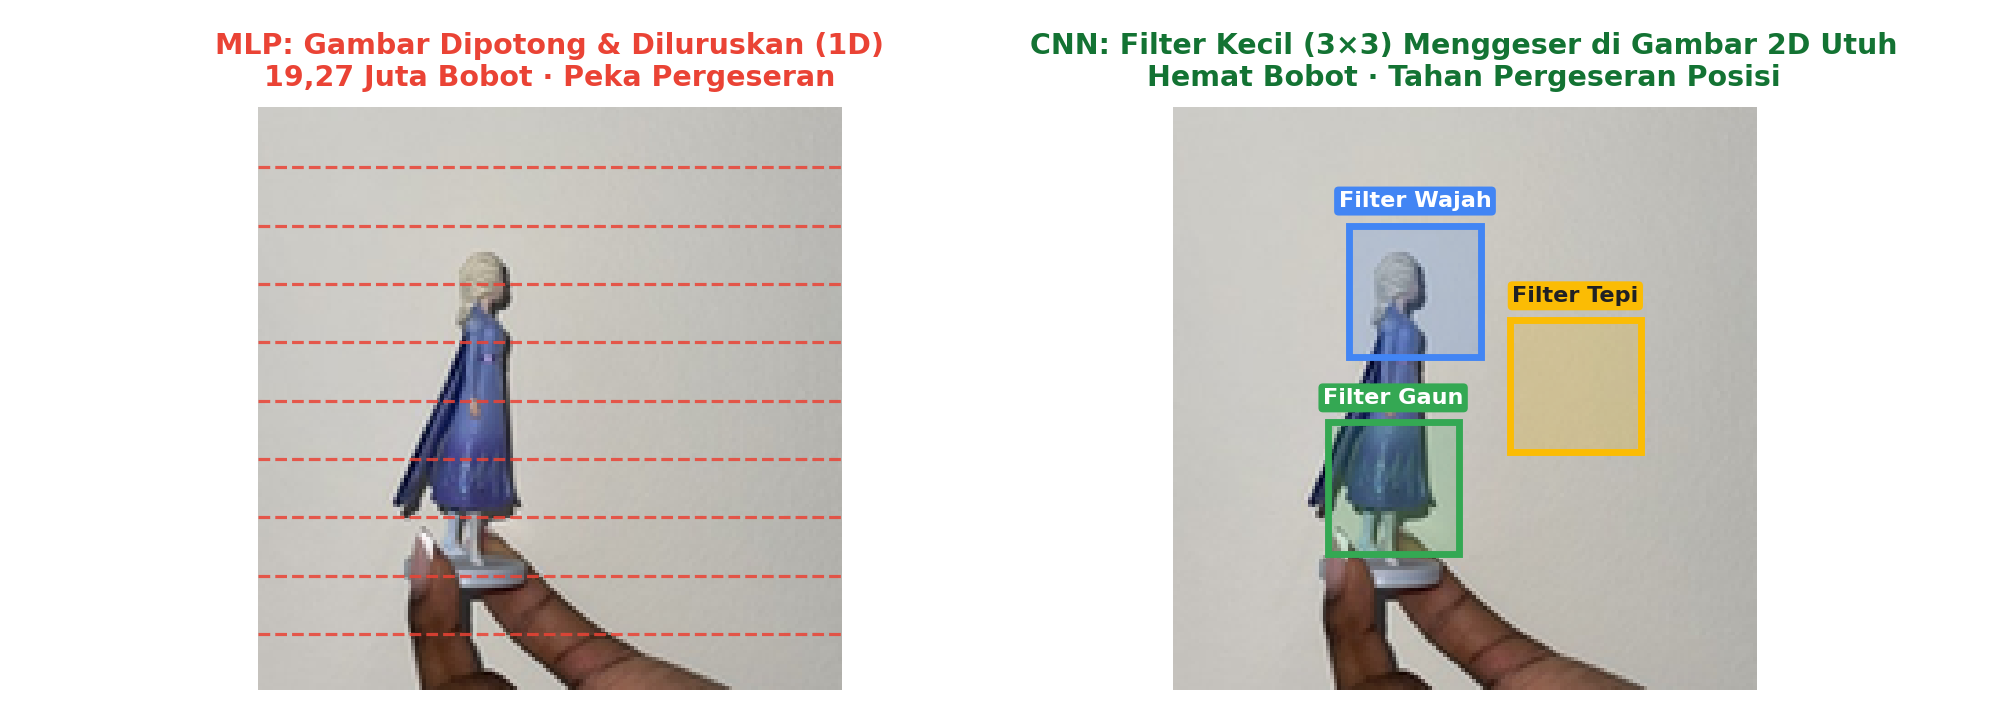 MLP: Gambar Dipotong & Diluruskan (1D)
19,27 Juta Bobot · Peka Pergeseran
CNN: Filter Kecil (3×3) Menggeser di Gambar 2D Utuh
Hemat Bobot · Tahan Pergeseran Posisi
Filter Wajah
Filter Tepi
Filter Gaun